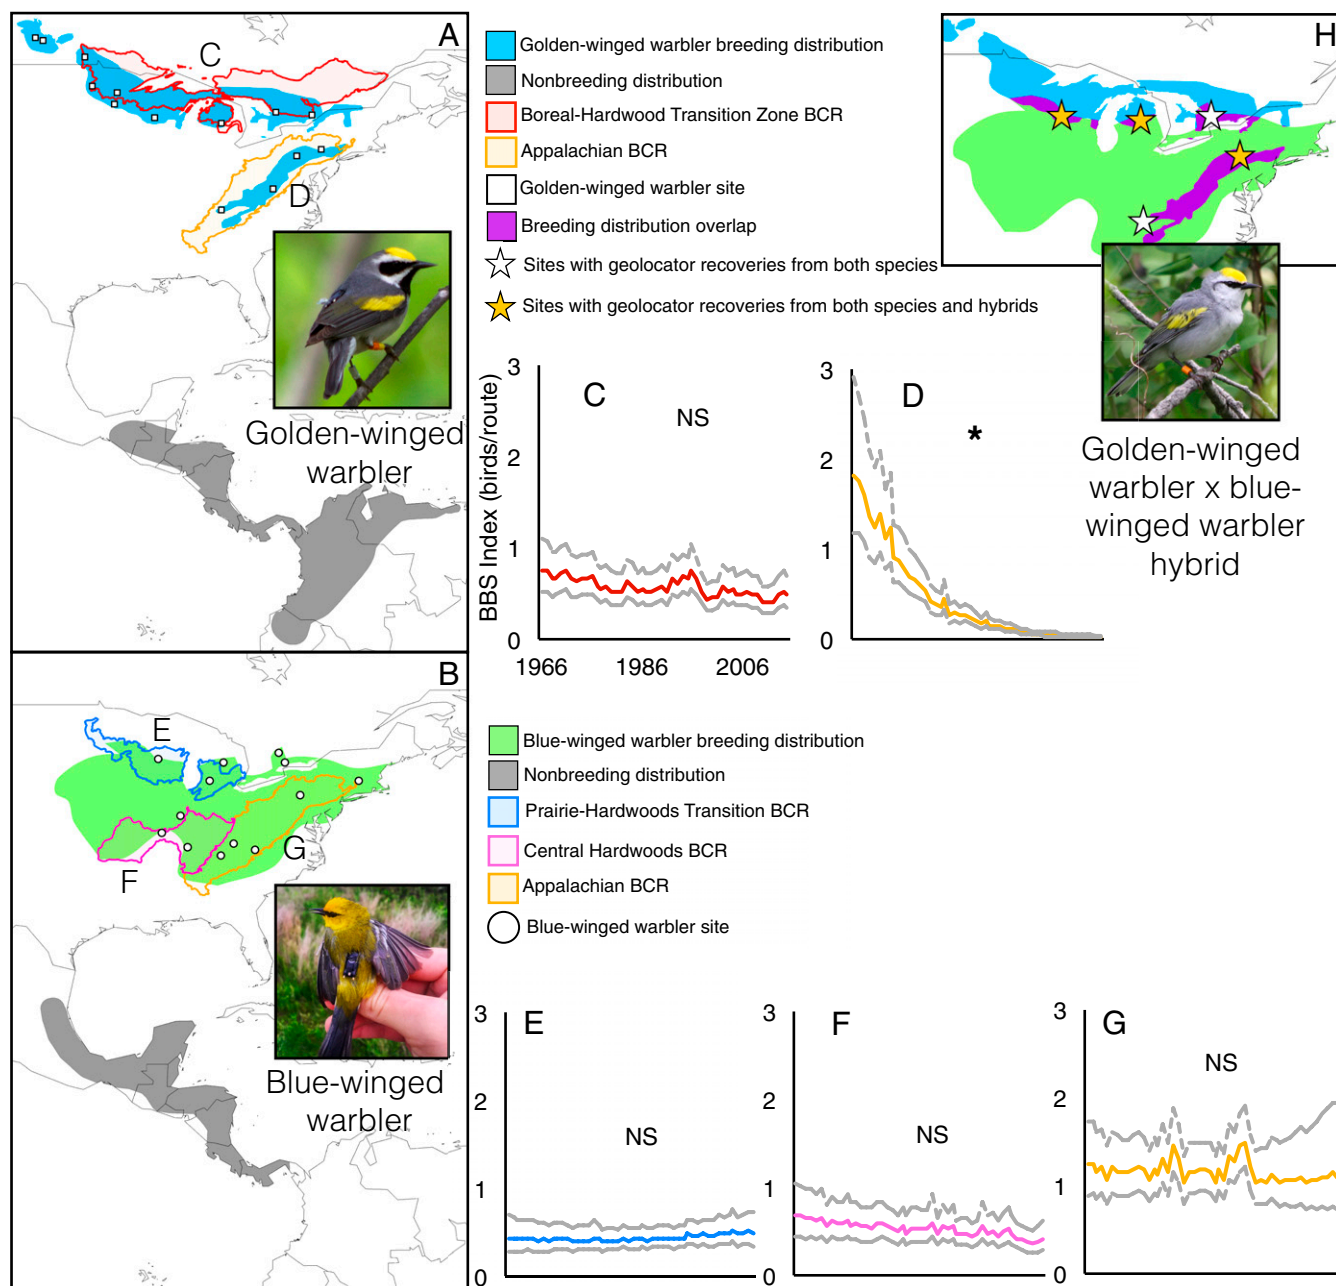 A
C
D
Golden-winged
warbler
Golden-winged warbler breeding distribution
Nonbreeding distribution
Boreal-Hardwood Transition Zone BCR
Appalachian BCR
Golden-winged warbler site
Breeding distribution overlap
Sites with geolocator recoveries from both species
Sites with geolocator recoveries from both species and hybrids
H
Golden-winged
warbler x blue-
winged warbler
hybrid
BBS Index (birds/route)
3
2
1
0
C
NS
1966
1986
2006
3
2
1
0
D
*
B
E
F
G
Blue-winged
warbler
Blue-winged warbler breeding distribution
Nonbreeding distribution
Prairie-Hardwoods Transition BCR
Central Hardwoods BCR
Appalachian BCR
Blue-winged warbler site
3
2
1
0
E
NS
3
2
1
0
F
NS
3
2
1
0
G
NS